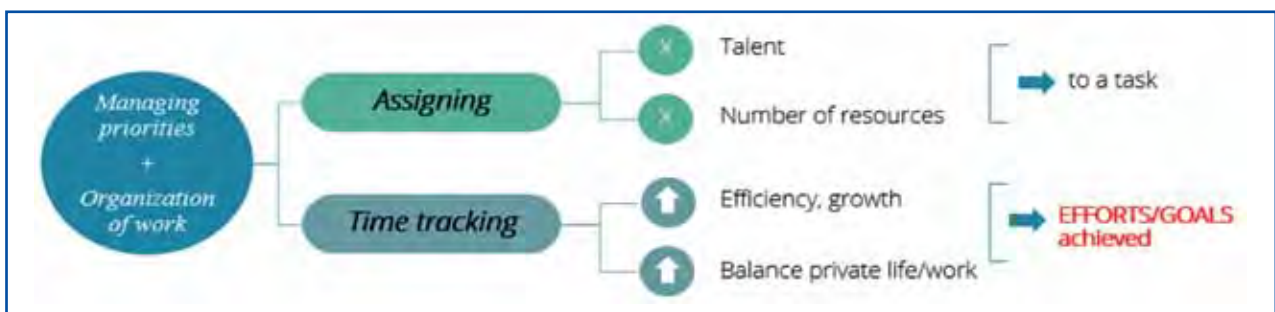 Managing
priorities
+
Organization
of work
Assigning
X Talent
X Number of resources
to a task
Time tracking
Efficiency, growth
Balance private life/work
EFFORTS/GOALS
achieved